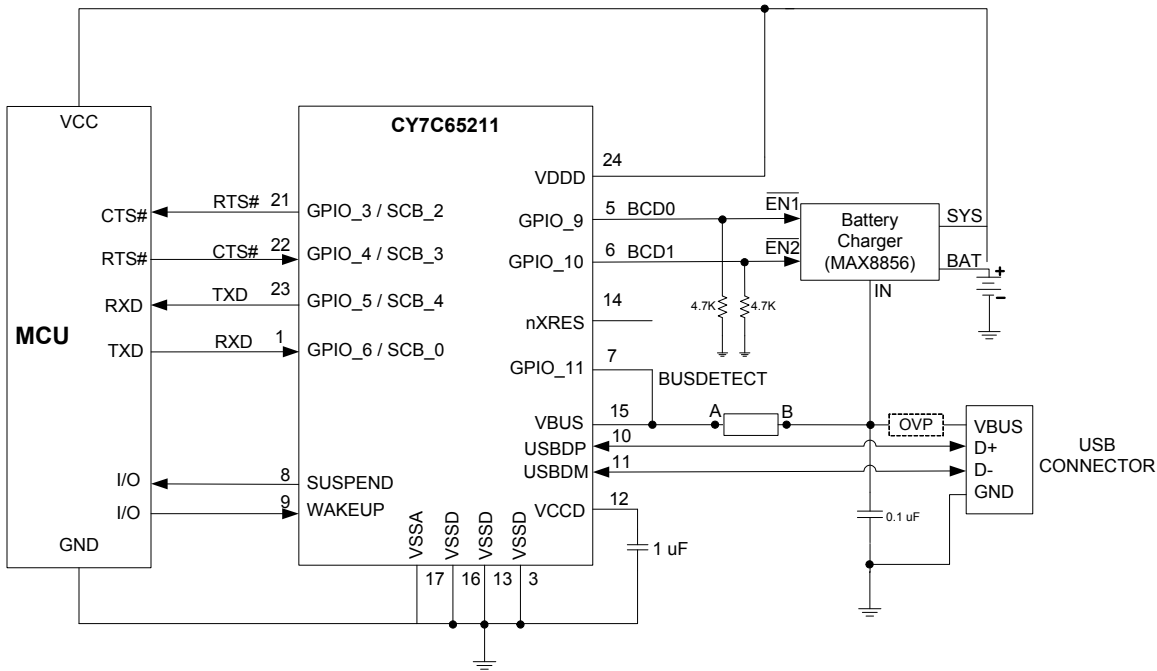 CY7C65211
VCC
24
VDDD
RTS# 21 GPIO_3 / SCB_2
CTS#
GPIO_9 5 BCD0 EN1
Battery
Charger
(MAX8856)
SYS
BAT
+
-
IN
RTS# CTS# 22 GPIO_4 / SCB_3
GPIO_10 6 BCD1 EN2
RXD TXD 23 GPIO_5 / SCB_4
4.7K 4.7K
nXRES 14
MCU
TXD RXD 1 GPIO_6 / SCB_0
GPIO_11 7
BUSDETECT
VBUS 15 A B OVP VBUS
USBDP 10 D+
USBDM 11 D-
GND
USB
CONNECTOR
I/O 8 SUSPEND
I/O 9 WAKEUP
VCCD 12
0.1 uF
1 uF
GND
VSSA VSSD VSSD VSSD
17 16 13 3